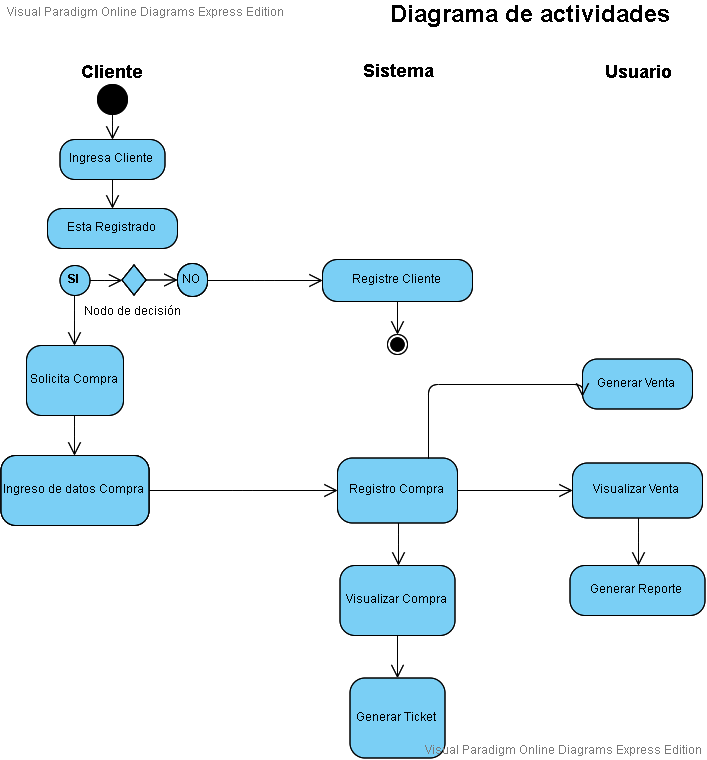 Visual Paradigm Online Diagrams Express Edition
Diagrama de actividades
Cliente
Sistema
Usuario
Ingresa Cliente
Esta Registrado
SI
NO
Registre Cliente
Nodo de decisión
Solicita Compra
Generar Venta
Ingreso de datos Compra
Registro Compra
Visualizar Venta
Visualizar Compra
Generar Reporte
Generar Ticket
Visual Paradigm Online Diagrams Express Edition